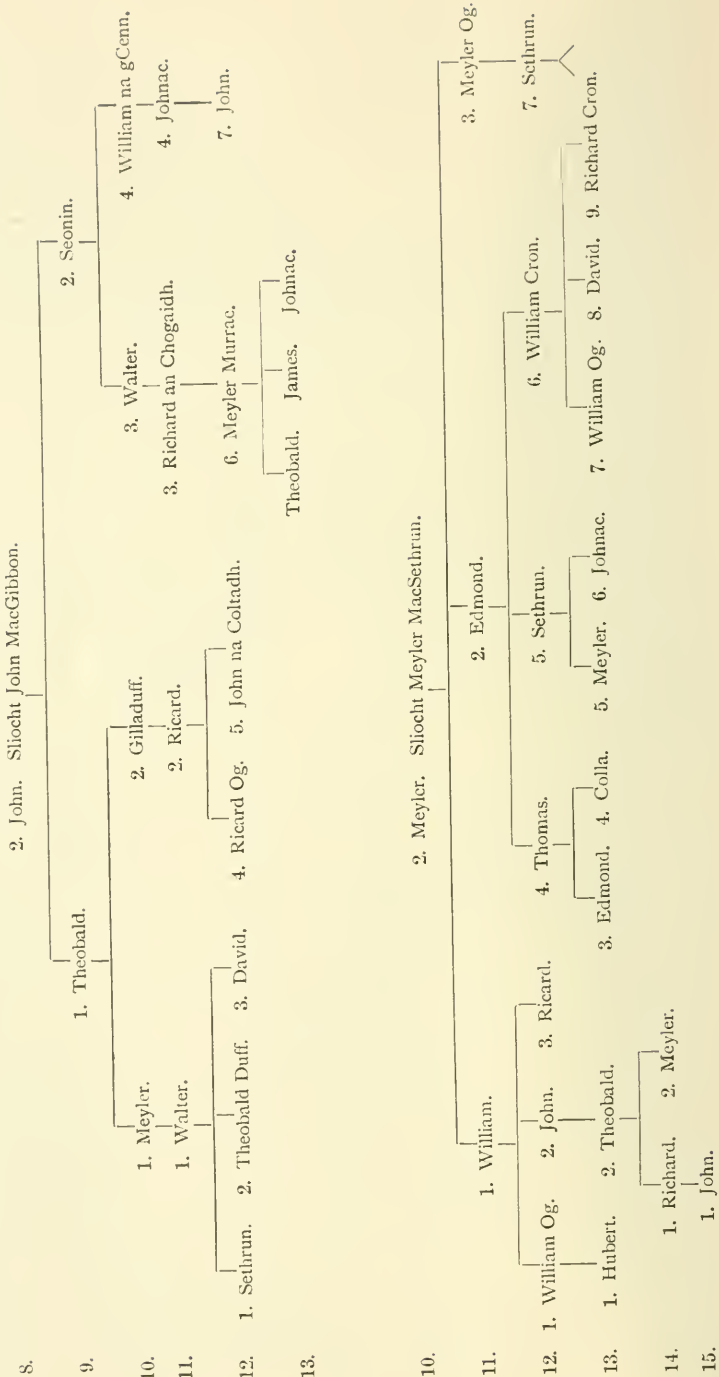 8. 2. John. Sliocht John MacGibbon.
9. 1. Theobald. 2. Seonin.
10. 1. Meyler. 2. Gilladuff. 3. Walter. 4. William na gCenn.
11. 1. Walter. 2. Ricard. 3. Richard an Chogaidh. 4. Johnac.
12. 1. Sethrun. 2. Theobald Duff. 3. David. 4. Ricard Og. 5. John na Coltadh. 6. Meyler Murrac. 7. John.
13. Theobald. James. Johnac.
10. 2. Meyler. Sliocht Meyler MacSethrun.
11. 1. William. 2. Edmond. 3. Meyler Og.
12. 1. William Og. 2. John. 3. Ricard. 4. Thomas. 5. Sethrun. 6. William Cron. 7. Sethrun.
13. 1. Hubert. 2. Theobald. 3. Edmond. 4. Colla. 5. Meyler. 6. Johnac. 7. William Og. 8. David. 9. Richard Cron.
14. 1. Richard. 2. Meyler.
15. 1. John.